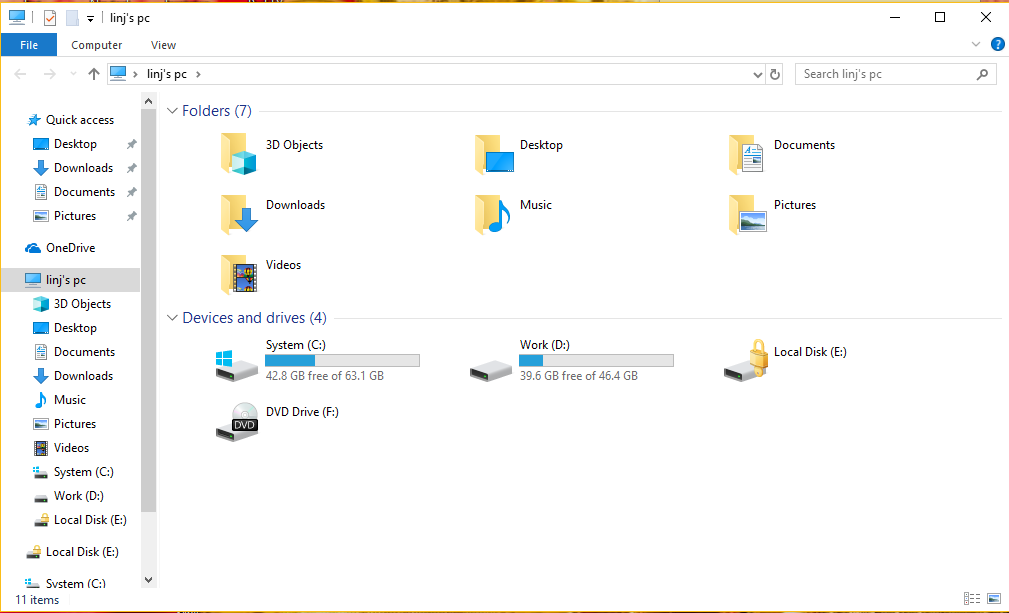 linj's pc
File Computer View
linj's pc
Search linj's pc
Quick access
Desktop
Downloads
Documents
Pictures
OneDrive
linj's pc
3D Objects
Desktop
Documents
Downloads
Music
Pictures
Videos
System (C:)
Work (D:)
Local Disk (E:)
Local Disk (E:)
System (C:)
Folders (7)
3D Objects
Desktop
Documents
Downloads
Music
Pictures
Videos
Devices and drives (4)
System (C:)
42.8 GB free of 63.1 GB
Work (D:)
39.6 GB free of 46.4 GB
Local Disk (E:)
DVD
DVD Drive (F:)
11 items